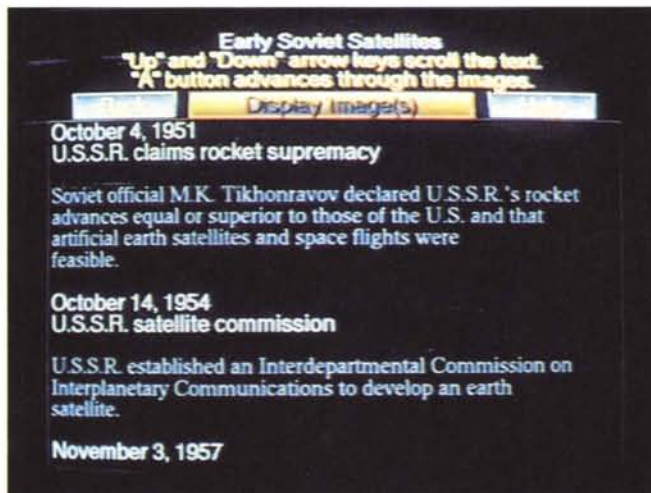 Early Soviet Satellites
"Up" and "Down" arrow keys scroll the text.
"A" button advances through the images.
Display Image(s)
October 4, 1951
U.S.S.R. claims rocket supremacy
Soviet official M.K. Tikhonravov declared U.S.S.R.'s rocket
advances equal or superior to those of the U.S. and that
artificial earth satellites and space flights were
feasible.
October 14, 1954
U.S.S.R. satellite commission
U.S.S.R. established an Interdepartmental Commission on
Interplanetary Communications to develop an earth
satellite.
November 3, 1957